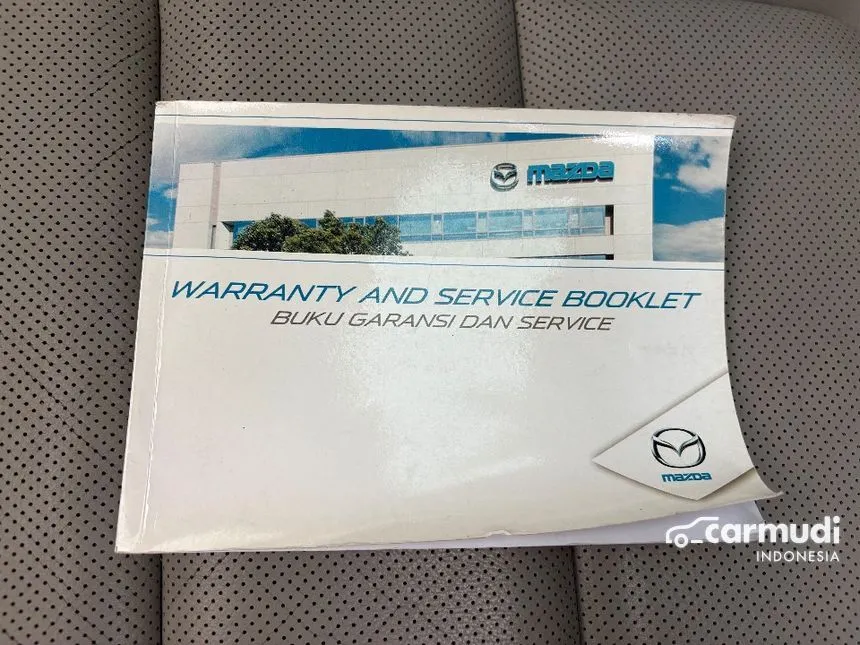 mazda
WARRANTY AND SERVICE BOOKLET
BUKU GARANSI DAN SERVICE
mazda
carmudi
INDONESIA